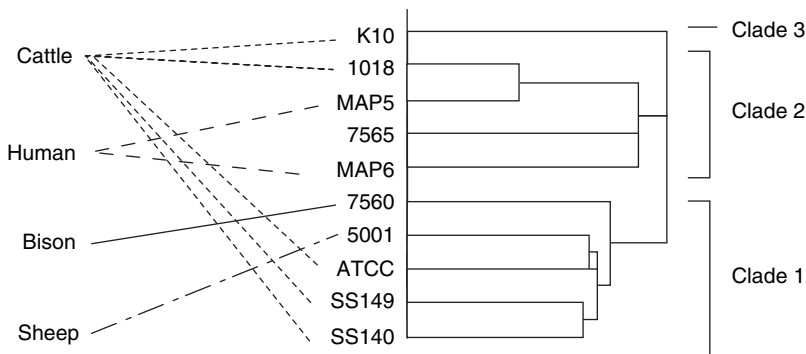 Cattle
Human
Bison
Sheep
K10
1018
MAP5
7565
MAP6
7560
5001
ATCC
SS149
SS140
Clade 3
Clade 2
Clade 1